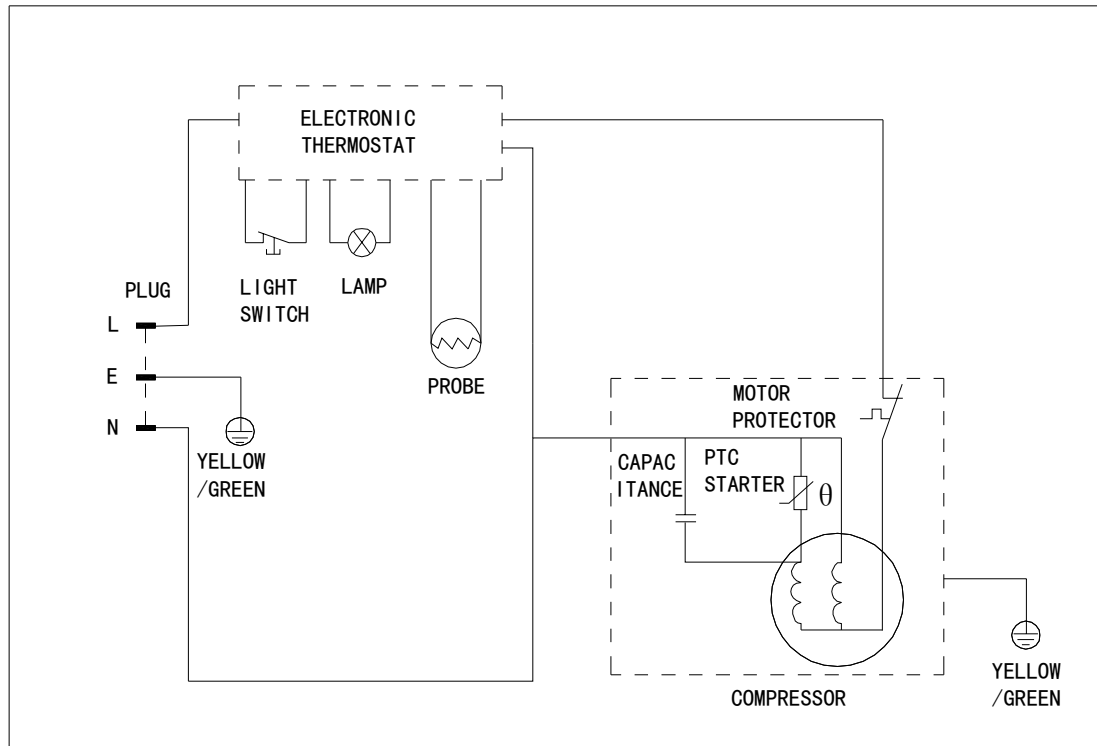 ELECTRONIC
THERMOSTAT
LIGHT
SWITCH
LAMP
PROBE
PLUG
L
E
N
YELLOW
/GREEN
MOTOR
PROTECTOR
CAPAC
ITANCE
PTC
STARTER
θ
COMPRESSOR
YELLOW
/GREEN